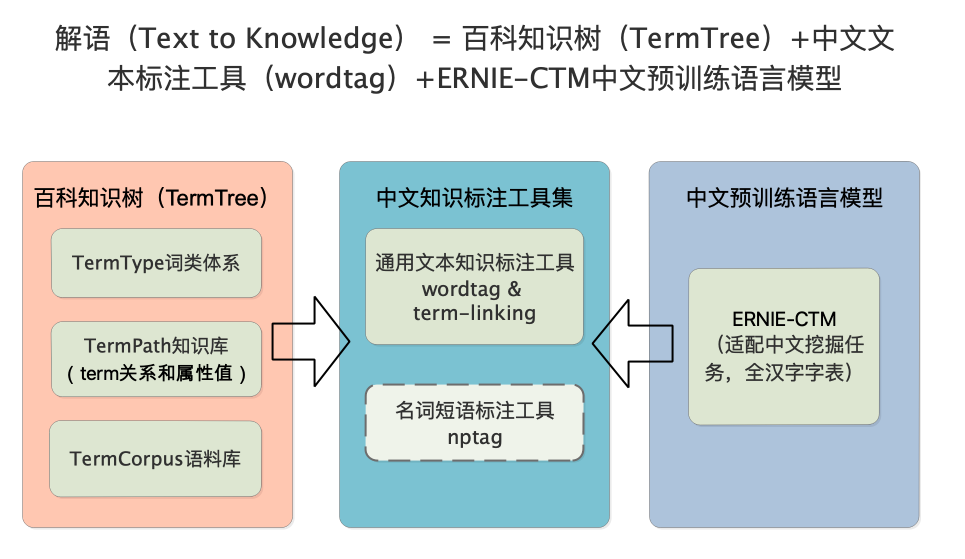 解语（Text to Knowledge） = 百科知识树（TermTree）+中文文
本标注工具（wordtag）+ERNIE-CTM中文预训练语言模型
百科知识树（TermTree）
TermType词类体系
TermPath知识库
（term关系和属性值）
TermCorpus语料库
中文知识标注工具集
通用文本知识标注工具
wordtag &
term-linking
名词短语标注工具
nptag
中文预训练语言模型
ERNIE-CTM
（适配中文挖掘任
务，全汉字字表）